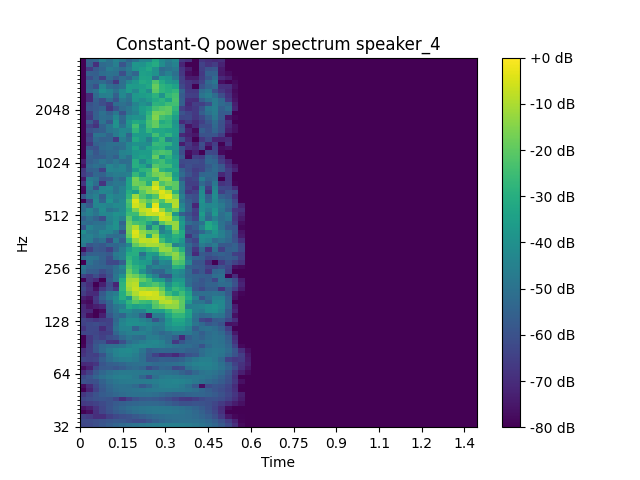 Constant-Q power spectrum speaker_4
Hz
2048
1024
512
256
128
64
32
0 0.15 0.3 0.45 0.6 0.75 0.9 1.1 1.2 1.4
Time
+0 dB
-10 dB
-20 dB
-30 dB
-40 dB
-50 dB
-60 dB
-70 dB
-80 dB